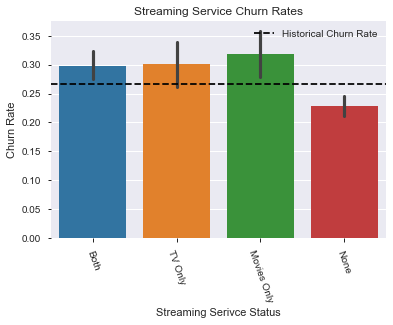 Streaming Service Churn Rates
Historical Churn Rate
Churn Rate
0.35
0.30
0.25
0.20
0.15
0.10
0.05
0.00
Both
TV Only
Movies Only
None
Streaming Serivce Status